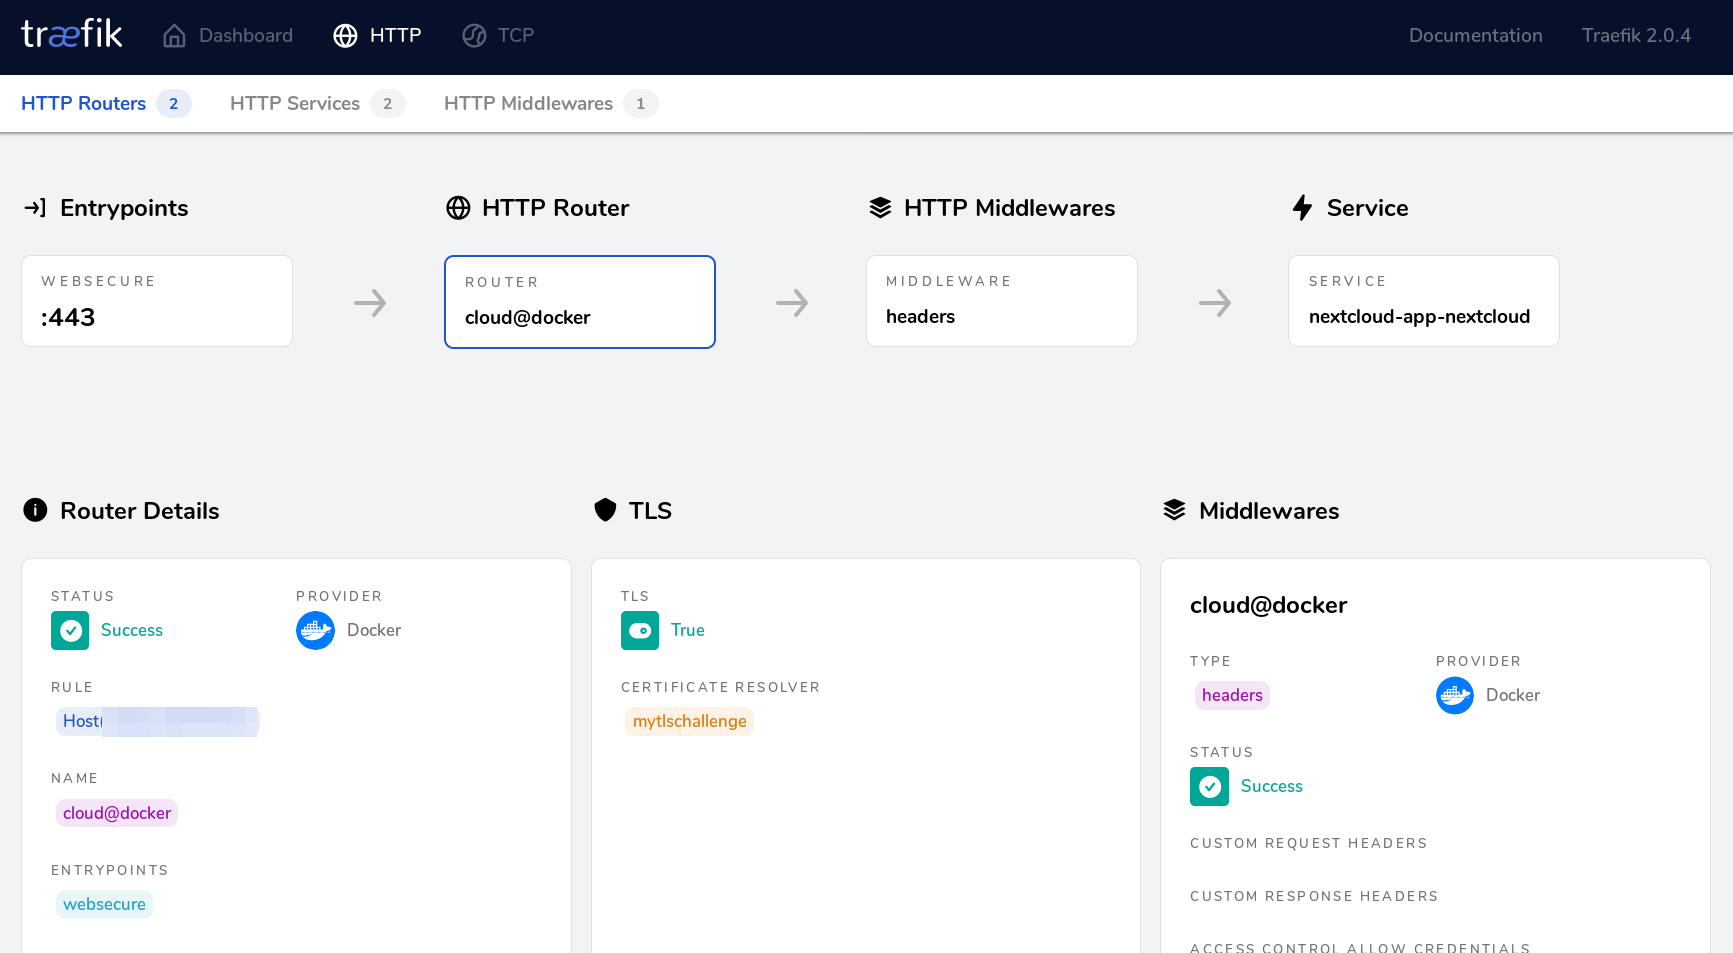 træfik Dashboard HTTP TCP Documentation Traefik 2.0.4
HTTP Routers 2 HTTP Services 2 HTTP Middlewares 1
Entrypoints HTTP Router HTTP Middlewares Service
WEBSECURE
:443
ROUTER
cloud@docker
MIDDLEWARE
headers
SERVICE
nextcloud-app-nextcloud
Router Details
STATUS PROVIDER
Success Docker
RULE
Host(
NAME
cloud@docker
ENTRYPOINTS
websecure
TLS
TLS
True
CERTIFICATE RESOLVER
mytlschallenge
Middlewares
cloud@docker
TYPE PROVIDER
headers Docker
STATUS
Success
CUSTOM REQUEST HEADERS
CUSTOM RESPONSE HEADERS
ACCESS CONTROL ALLOW CREDENTIALS